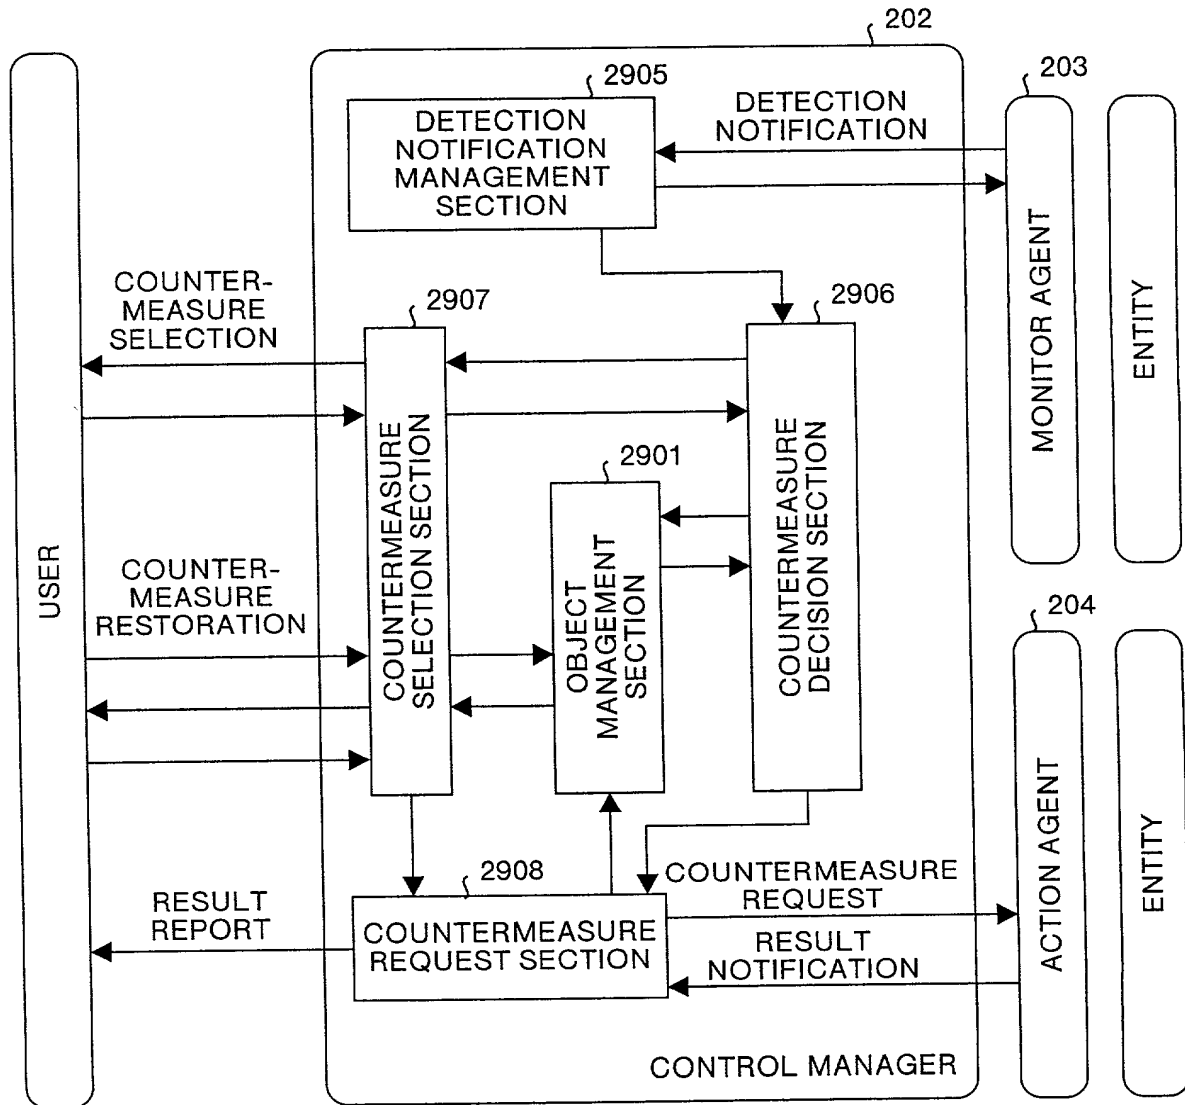 202
2905
203
DETECTION
NOTIFICATION
MANAGEMENT
SECTION
DETECTION
NOTIFICATION
MONITOR AGENT
ENTITY
COUNTER-
MEASURE
SELECTION
2907
2906
COUNTERMEASURE
SELECTION SECTION
2901
OBJECT
MANAGEMENT
SECTION
COUNTERMEASURE
DECISION SECTION
USER
COUNTER-
MEASURE
RESTORATION
204
ACTION AGENT
ENTITY
2908
COUNTERMEASURE
REQUEST SECTION
COUNTERMEASURE
REQUEST
RESULT
REPORT
RESULT
NOTIFICATION
CONTROL MANAGER